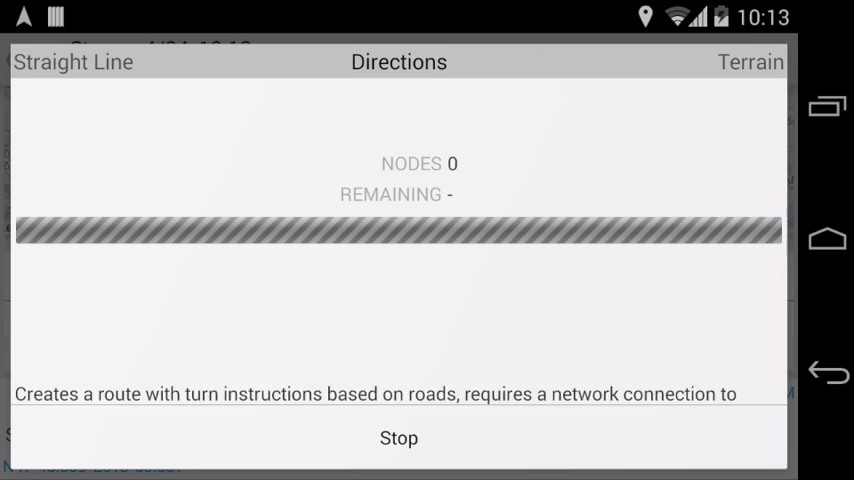 10:13
Straight Line Directions Terrain
NODES 0
REMAINING -
Creates a route with turn instructions based on roads, requires a network connection to
Stop